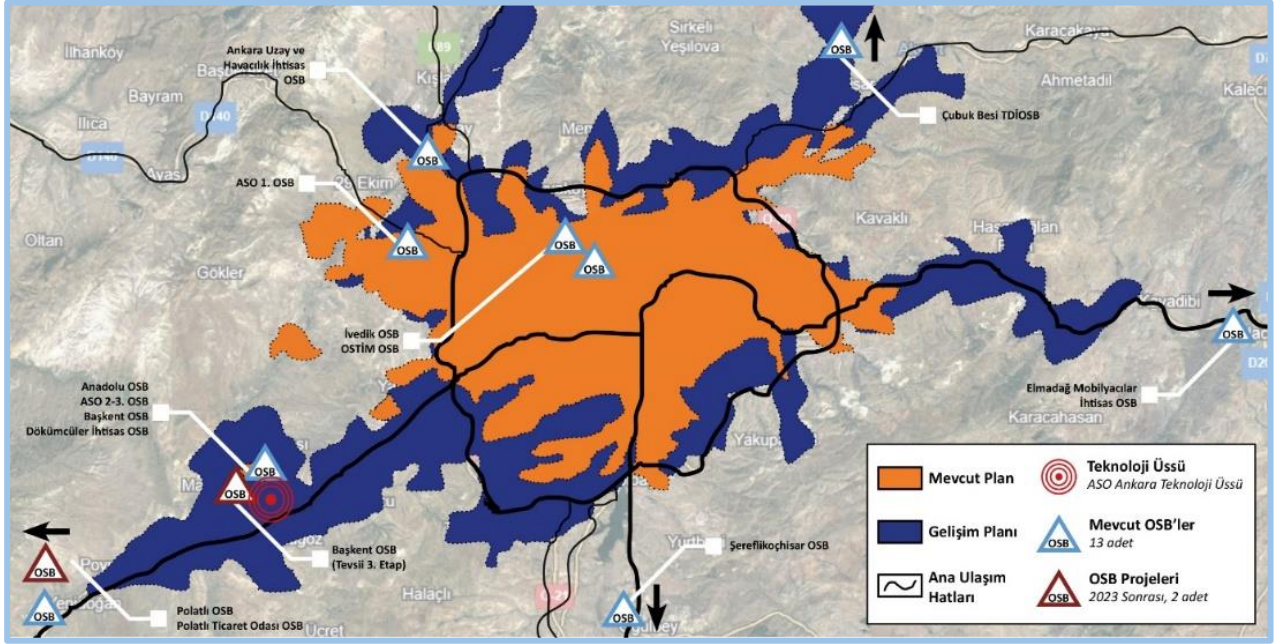 İlhanköy
Bayram
Ilıca
D140
D140
Ayaş
Oltan
Gökler
D89
Sirkeli
Yeşilova
Karacakaya
Ahmetadil
Kavaklı
Karacahasan
Halaçlı
Ankara Uzay ve
Havacılık İhtisas
OSB
OSB
OSB
Çubuk Besi TDİOSB
ASO 1. OSB
OSB
OSB
OSB
İvedik OSB
OSTİM OSB
OSB
Elmadağ Mobilyacılar
İhtisas OSB
Anadolu OSB
ASO 2-3. OSB
Başkent OSB
Dökümcüler İhtisas OSB
OSB
OSB
Başkent OSB
(Tevsii 3. Etap)
OSB
OSB
Polatlı OSB
Polatlı Ticaret Odası OSB
Şereflikoçhisar OSB
OSB
Mevcut Plan
Gelişim Planı
Ana Ulaşım
Hatları
Teknoloji Üssü
ASO Ankara Teknoloji Üssü
OSB
Mevcut OSB'ler
13 adet
OSB
OSB Projeleri
2023 Sonrası, 2 adet